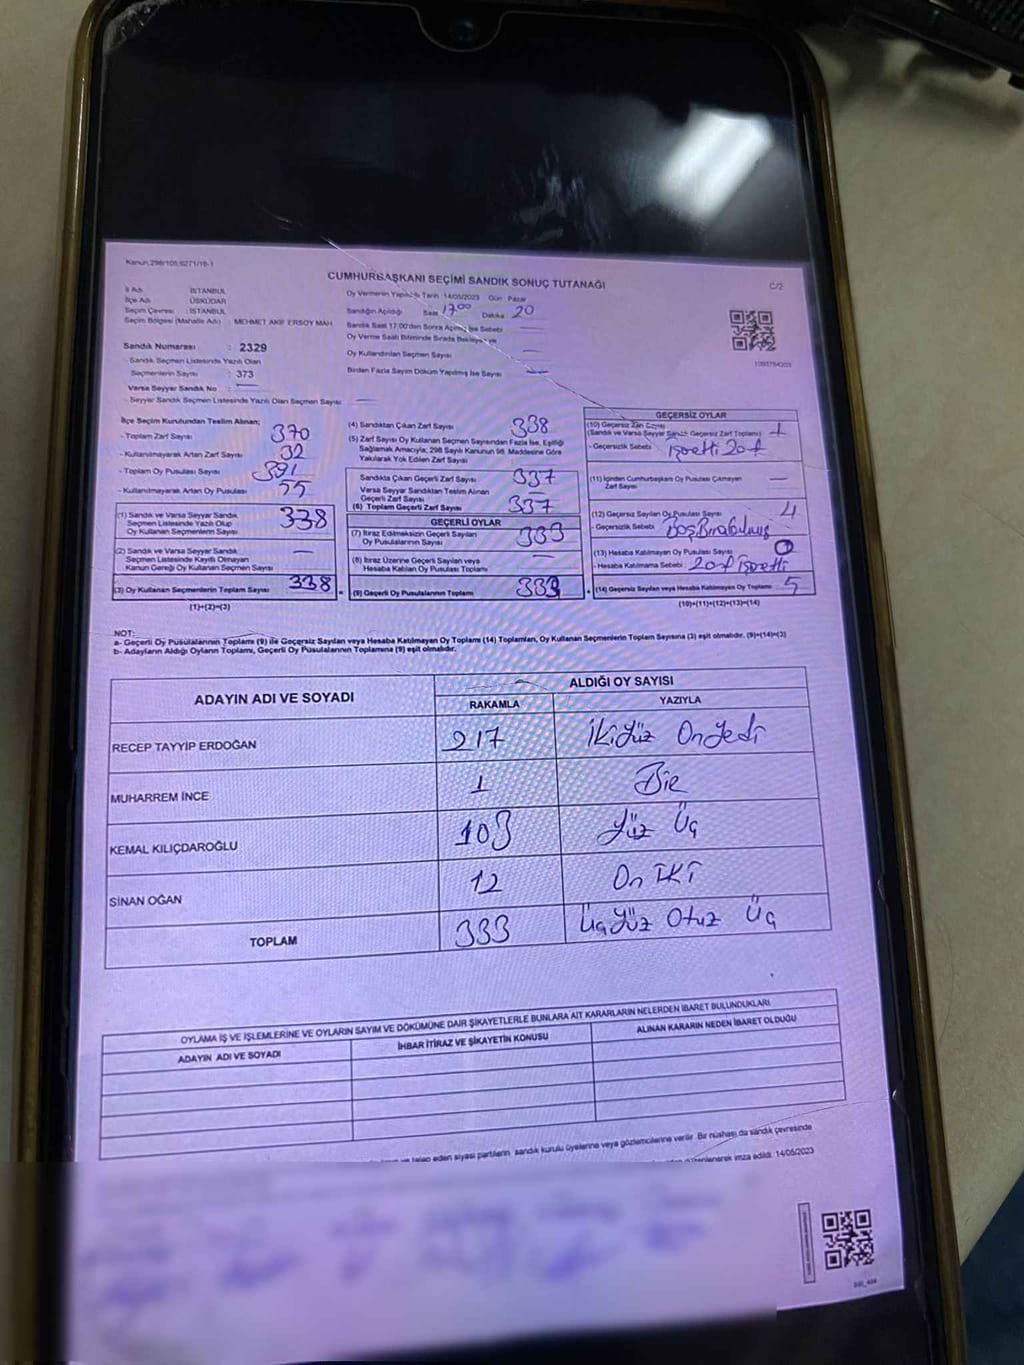 Kanun:298/105,6271/16-1
CUMHURBAŞKANI SEÇİMİ SANDIK SONUÇ TUTANAĞI
C/2
İl Adı : İSTANBUL
İlçe Adı : ÜSKÜDAR
Seçim Çevresi : İSTANBUL
Seçim Bölgesi (Mahalle Adı) : MEHMET AKİF ERSOY MAH.
Sandık Numarası : 2329
- Sandık Seçmen Listesinde Yazılı Olan
Seçmenlerin Sayısı : 373
Varsa Seyyar Sandık No : —
- Seyyar Sandık Seçmen Listesinde Yazılı Olan Seçmen Sayısı —
Oy Vermenin Yapıldığı Tarih 14/05/2023 Gün: Pazar
Sandığın Açıldığı Saat 17:00 Dakika 20
Sandık Saat 17:00'den Sonra Açılmış İse Sebebi —
Oy Verme Saati Bitiminde Sırada Bekleyen ve
Oy Kullandırılan Seçmen Sayısı —
Birden Fazla Sayım Döküm Yapılmış İse Sayısı —
İlçe Seçim Kurulundan Teslim Alınan;
- Toplam Zarf Sayısı 370
- Kullanılmayarak Artan Zarf Sayısı 32
- Toplam Oy Pusulası Sayısı 391
- Kullanılmayarak Artan Oy Pusulası 55
(1) Sandık ve Varsa Seyyar Sandık
Seçmen Listesinde Yazılı Olup
Oy Kullanan Seçmenlerin Sayısı 338
(2) Sandık ve Varsa Seyyar Sandık
Seçmen Listesinde Kayıtlı Olmayan
Kanun Gereği Oy Kullanan Seçmen Sayısı —
(3) Oy Kullanan Seçmenlerin Toplam Sayısı 338
(1)+(2)=(3)
(4) Sandıktan Çıkan Zarf Sayısı 338
(5) Zarf Sayısı Oy Kullanan Seçmen Sayısından Fazla İse, Eşitliği
Sağlamak Amacıyla; 298 Sayılı Kanunun 98. Maddesine Göre
Yakılarak Yok Edilen Zarf Sayısı —
Sandıkta Çıkan Geçerli Zarf Sayısı 337
Varsa Seyyar Sandıktan Teslim Alınan
Geçerli Zarf Sayısı —
(6) Toplam Geçerli Zarf Sayısı 337
GEÇERLİ OYLAR
(7) İtiraz Edilmeksizin Geçerli Sayılan
Oy Pusulalarının Sayısı 333
(8) İtiraz Üzerine Geçerli Sayılan veya
Hesaba Katılan Oy Pusulası Toplamı —
(9) Geçerli Oy Pusulalarının Toplamı 333
GEÇERSİZ OYLAR
(10) Geçersiz Zarf Sayısı
(Sandık ve Varsa Seyyar Sandık Geçersiz Zarf Toplamı) 1
- Geçersizlik Sebebi İşaretli zarf
(11) İçinden Cumhurbaşkanı Oy Pusulası Çıkmayan
Zarf Sayısı —
(12) Geçersiz Sayılan Oy Pusulası Sayısı 4
- Geçersizlik Sebebi Boş Bırakılmış
(13) Hesaba Katılmayan Oy Pusulası Sayısı
- Hesaba Katılmama Sebebi zarf işaretli
(14) Geçersiz Sayılan veya Hesaba Katılmayan Oy Toplamı 5
(10)+(11)+(12)+(13)=(14)
NOT:
a- Geçerli Oy Pusulalarının Toplamı (9) ile Geçersiz Sayılan veya Hesaba Katılmayan Oy Toplamı (14) Toplamları, Oy Kullanan Seçmenlerin Toplam Sayısına (3) eşit olmalıdır. (9)+(14)=(3)
b- Adayların Aldığı Oyların Toplamı, Geçerli Oy Pusulalarının Toplamına (9) eşit olmalıdır.
ADAYIN ADI VE SOYADI
ALDIĞI OY SAYISI
RAKAMLA YAZIYLA
RECEP TAYYİP ERDOĞAN 217 İkiyüz Onyedi
MUHARREM İNCE 1 Bir
KEMAL KILIÇDAROĞLU 103 Yüz Üç
SİNAN OĞAN 12 On İki
TOPLAM 333 Üçyüz Otuz Üç
OYLAMA İŞ VE İŞLEMLERİNE VE OYLARIN SAYIM VE DÖKÜMÜNE DAİR ŞİKAYETLERLE BUNLARA AİT KARARLARIN NELERDEN İBARET BULUNDUKLARI
ADAYIN ADI VE SOYADI İHBAR İTİRAZ VE ŞİKAYETİN KONUSU ALINAN KARARIN NEDEN İBARET OLDUĞU
ve talep eden siyasi partilerin sandık kurulu üyelerine veya gözlemcilerine verilir. Bir nüshası da sandık çevresinde
imza edildi. 14/05/2023